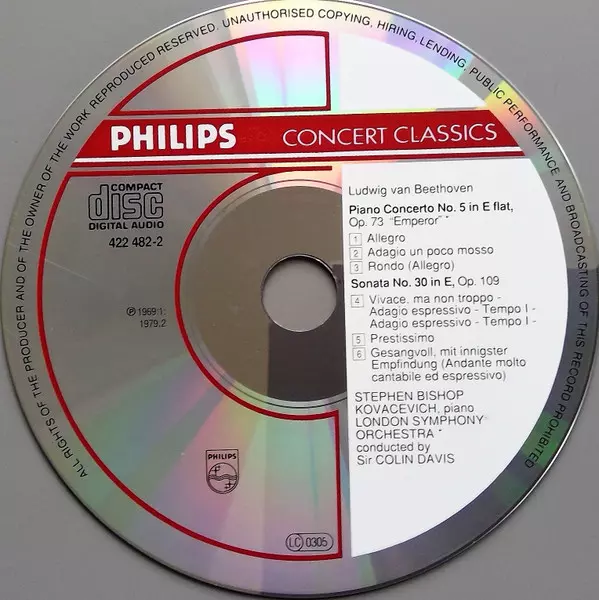 ALL RIGHTS OF THE PRODUCER AND OF THE OWNER OF THE WORK REPRODUCED RESERVED. UNAUTHORISED COPYING, HIRING, LENDING, PUBLIC PERFORMANCE AND BROADCASTING OF THIS RECORD PROHIBITED
PHILIPS CONCERT CLASSICS
COMPACT
disc
DIGITAL AUDIO
422 482-2
℗ 1969.1;
1979.2
PHILIPS
LC 0305
Ludwig van Beethoven
Piano Concerto No. 5 in E flat,
Op. 73 "Emperor" *
1 Allegro
2 Adagio un poco mosso
3 Rondo (Allegro)
Sonata No. 30 in E, Op. 109
4 Vivace, ma non troppo -
Adagio espressivo - Tempo I -
Adagio espressivo - Tempo I -
5 Prestissimo
6 Gesangvoll, mit innigster
Empfindung (Andante molto
cantabile ed espressivo)
STEPHEN BISHOP
KOVACEVICH, piano
LONDON SYMPHONY
ORCHESTRA *
conducted by
Sir COLIN DAVIS